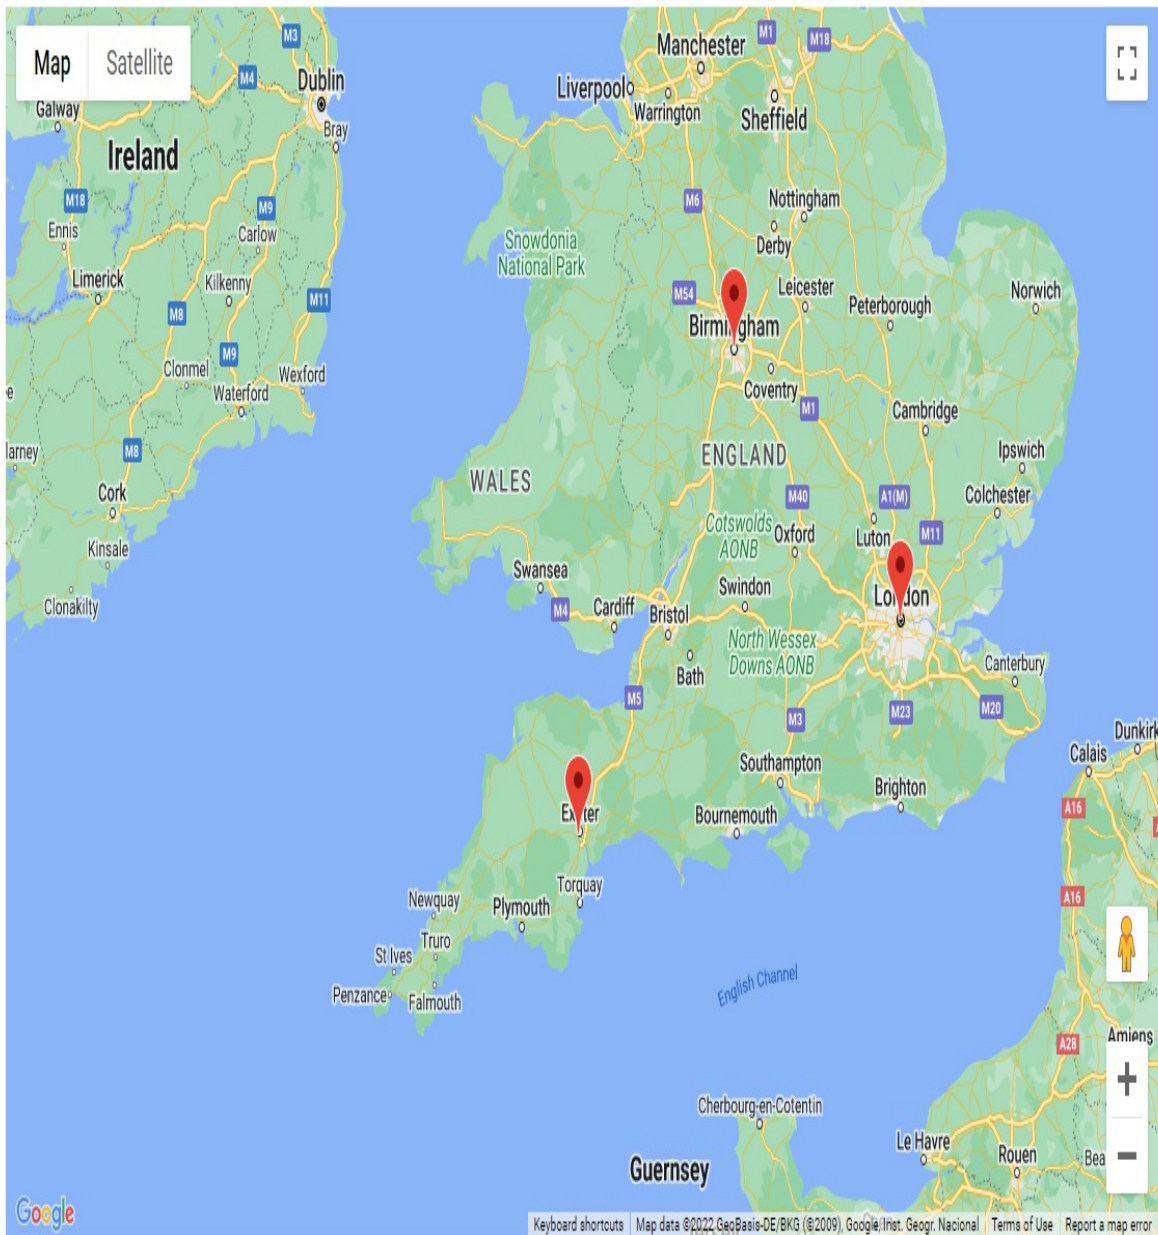 Map
Satellite
M3
M1
M18
Manchester
M4
Dublin
Liverpool
Warrington
Sheffield
Galway
Bray
Ireland
M18
M9
M6
Nottingham
Ennis
Carlow
Derby
Snowdonia
National Park
Limerick
Kilkenny
M11
M54
Leicester
Peterborough
Norwich
M8
Birmingham
M9
Clonmel
Wexford
Waterford
Coventry
M1
Cambridge
larney
M8
ENGLAND
Ipswich
WALES
Cork
M40
A1(M)
Colchester
Kinsale
Cotswolds
AONB
Oxford
Luton
M11
Clonakilty
Swansea
M4
Cardiff
Bristol
Swindon
London
North Wessex
Downs AONB
Bath
Canterbury
M5
M3
M23
M20
Dunkirk
Southampton
Calais
Exeter
Bournemouth
Brighton
A16
Torquay
Newquay
Plymouth
A16
St Ives
Truro
Penzance
Falmouth
English Channel
A28
Amiens
Cherbourg-en-Cotentin
Le Havre
Rouen
Bea
Guernsey
Google
Keyboard shortcuts
Map data ©2022 GeoBasis-DE/BKG (©2009), Google, Inst. Geogr. Nacional
Terms of Use
Report a map error